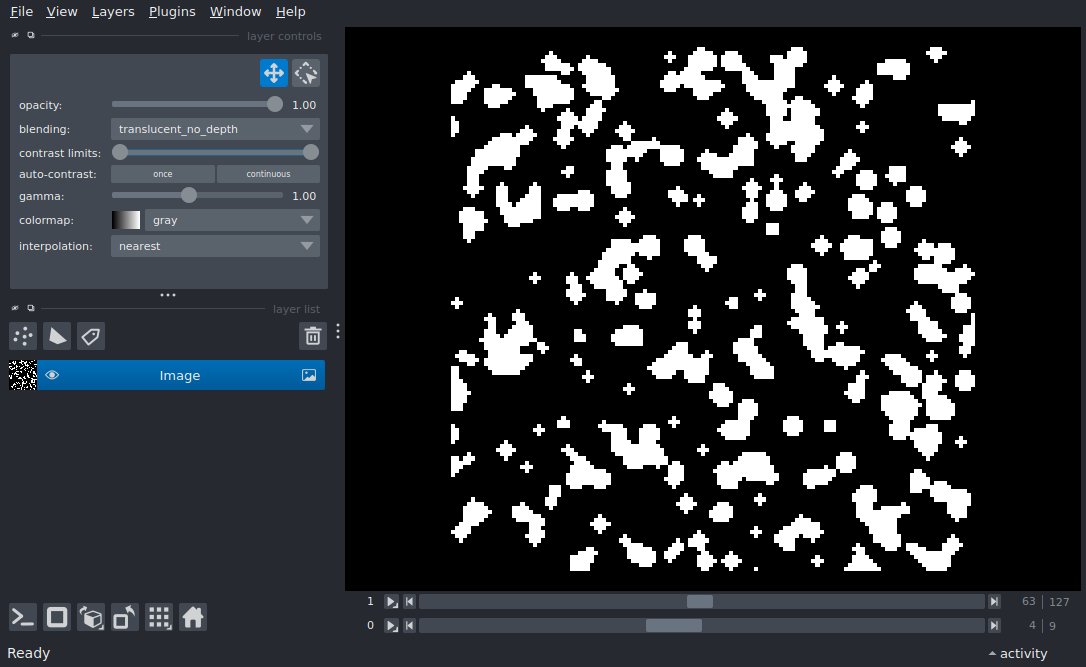 File View Layers Plugins Window Help
layer controls
opacity: 1.00
blending: translucent_no_depth
contrast limits:
auto-contrast: once continuous
gamma: 1.00
colormap: gray
interpolation: nearest
layer list
Image
1 63 127
0 4 9
Ready activity